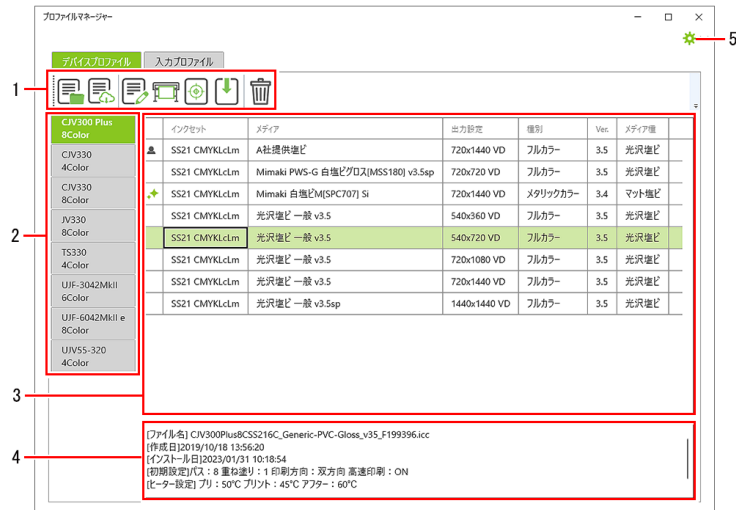 プロファイルマネージャー
5
デバイスプロファイル 入力プロファイル
1
CJV300 Plus
8Color
CJV330
4Color
CJV330
8Color
JV330
8Color
TS330
4Color
UJF-3042MkII
6Color
UJF-6042MkII e
8Color
UJV55-320
4Color
2
インクセット メディア 出力設定 種別 Ver. メディア種
SS21 CMYKLcLm A社提供塩ビ 720x1440 VD フルカラー 3.5 光沢塩ビ
SS21 CMYKLcLm Mimaki PWS-G 白塩ビグロス[MSS180] v3.5sp 720x720 VD フルカラー 3.5 光沢塩ビ
SS21 CMYKLcLm Mimaki 白塩ビM[SPC707] Si 720x1440 VD メタリックカラー 3.4 マット塩ビ
SS21 CMYKLcLm 光沢塩ビ 一般 v3.5 540x360 VD フルカラー 3.5 光沢塩ビ
SS21 CMYKLcLm 光沢塩ビ 一般 v3.5 540x720 VD フルカラー 3.5 光沢塩ビ
SS21 CMYKLcLm 光沢塩ビ 一般 v3.5 720x1080 VD フルカラー 3.5 光沢塩ビ
SS21 CMYKLcLm 光沢塩ビ 一般 v3.5 720x1440 VD フルカラー 3.5 光沢塩ビ
SS21 CMYKLcLm 光沢塩ビ 一般 v3.5sp 1440x1440 VD フルカラー 3.5 光沢塩ビ
3
4
[ファイル名] CJV300Plus8CSS216C_Generic-PVC-Gloss_v35_F199396.icc
[作成日]2019/10/18 13:56:20
[インストール日]2023/01/31 10:18:54
[初期設定]パス：8 重ね塗り：1 印刷方向：双方向 高速印刷：ON
[ヒーター設定] プリ：50°C プリント：45°C アフター：60°C